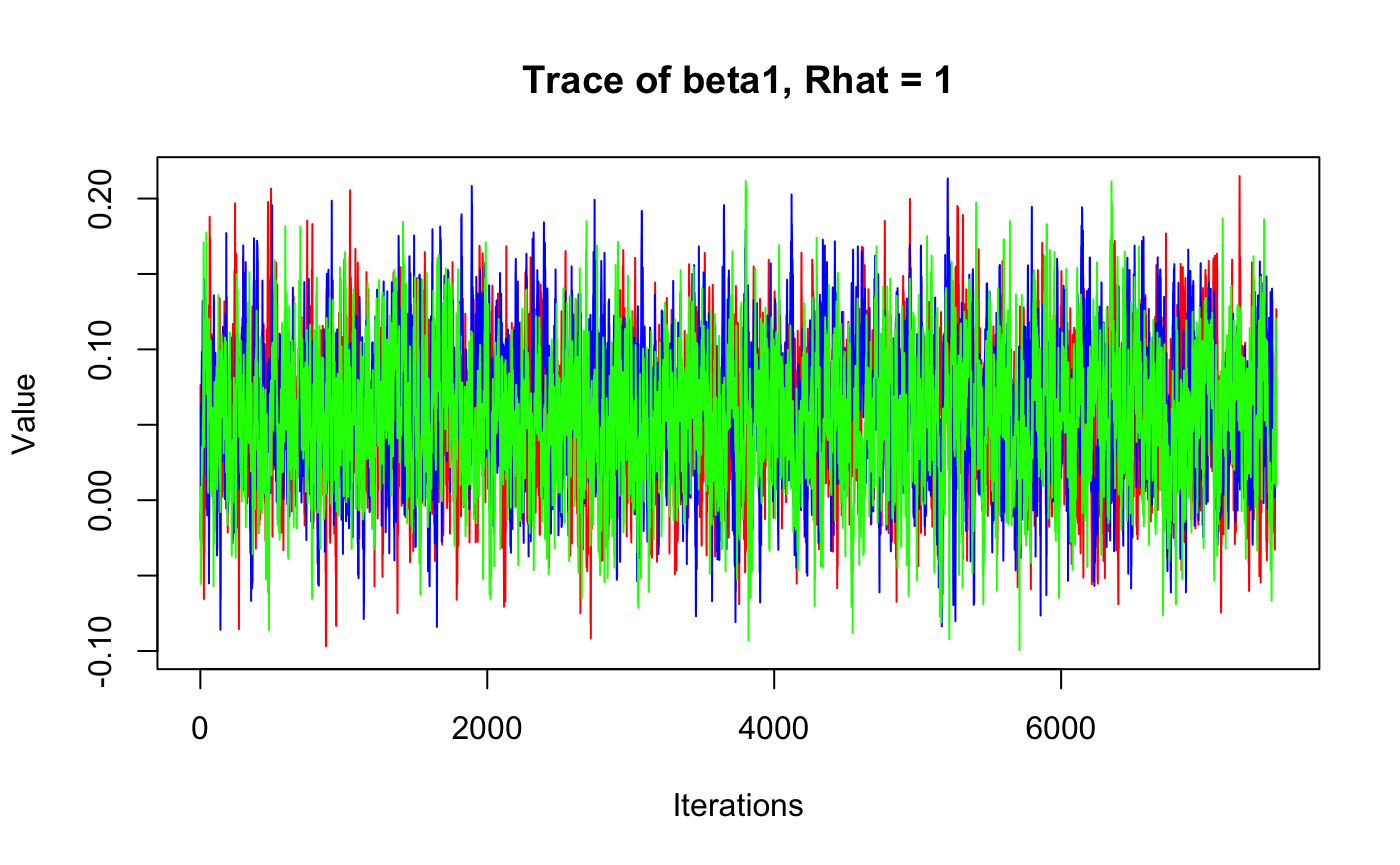 Trace of beta1, Rhat = 1
Value
0.20
0.10
0.00
-0.10
0 2000 4000 6000
Iterations